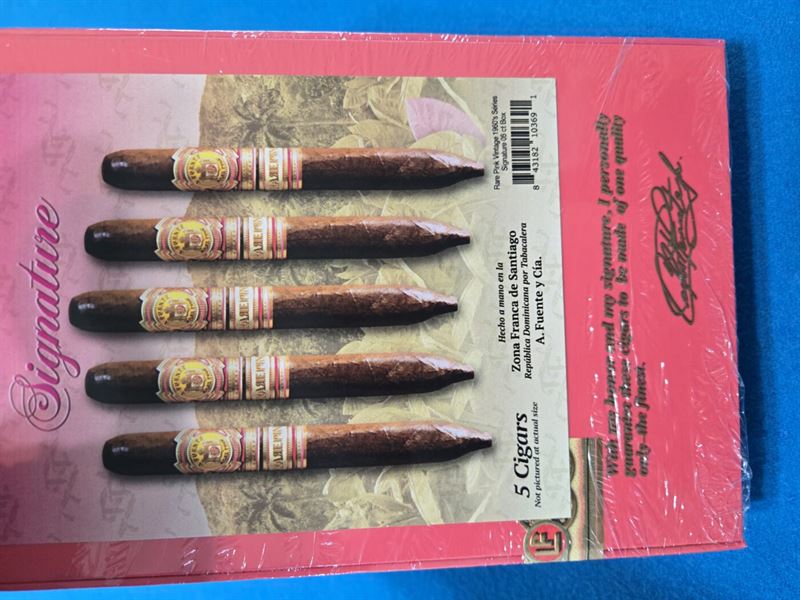 Signature
Rare Pink Vintage 1960's Series
Signature 05 ct Box
8 43182 10369 1
Hecho a mano en la
Zona Franca de Santiago
República Dominicana por Tabacalera
A. Fuente y Cía.
5 Cigars
Not pictured at actual size
With my honor and my signature, I personally
guarantee these cigars to be made of one quality
only-the finest.